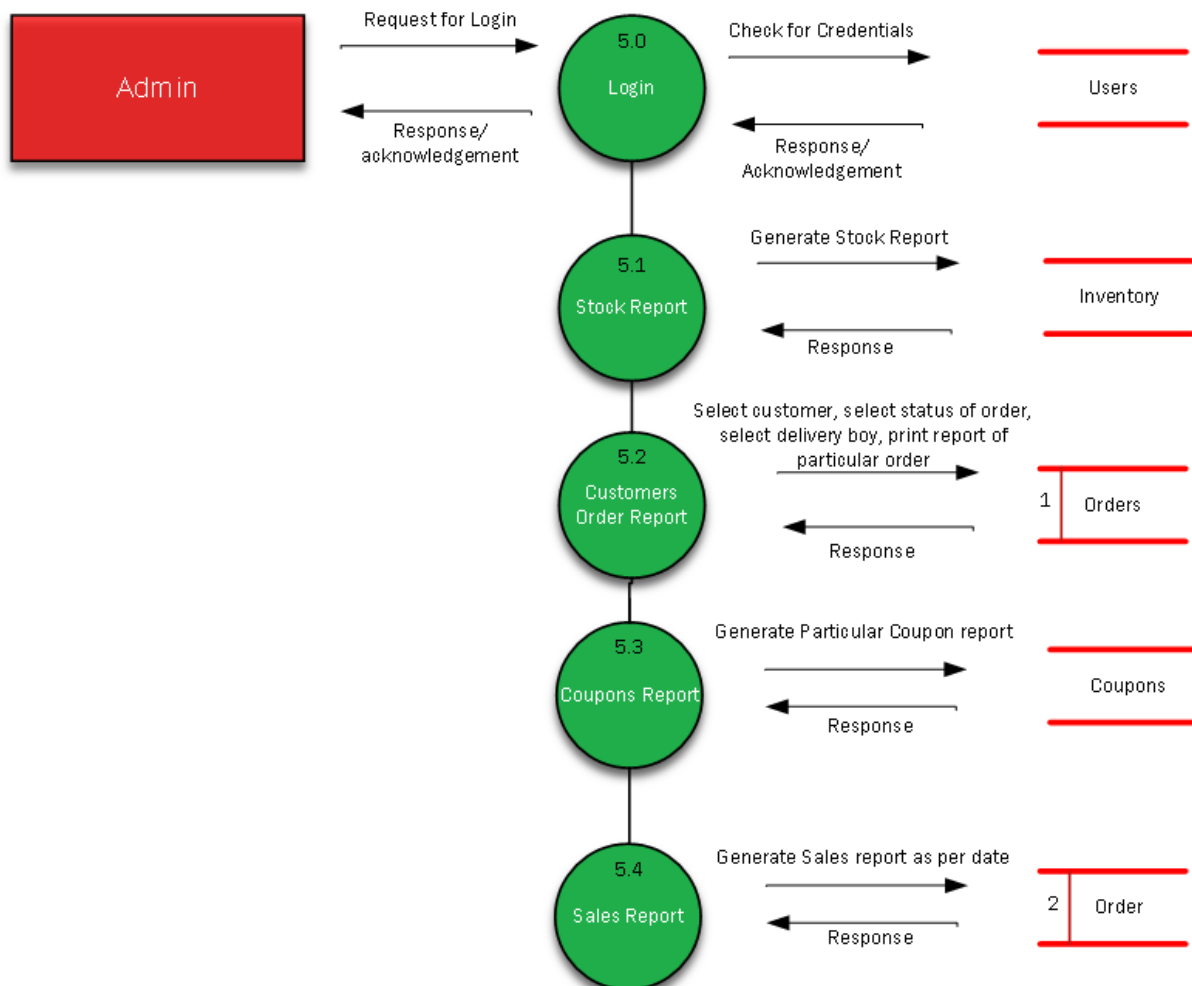 Request for Login
Admin
Response/
acknowledgement
5.0
Login
Check for Credentials
Response/
Acknowledgement
Users
5.1
Stock Report
Generate Stock Report
Response
Inventory
5.2
Customers
Order Report
Select customer, select status of order,
select delivery boy, print report of
particular order
Response
1
Orders
5.3
Coupons Report
Generate Particular Coupon report
Response
Coupons
5.4
Sales Report
Generate Sales report as per date
Response
2
Order